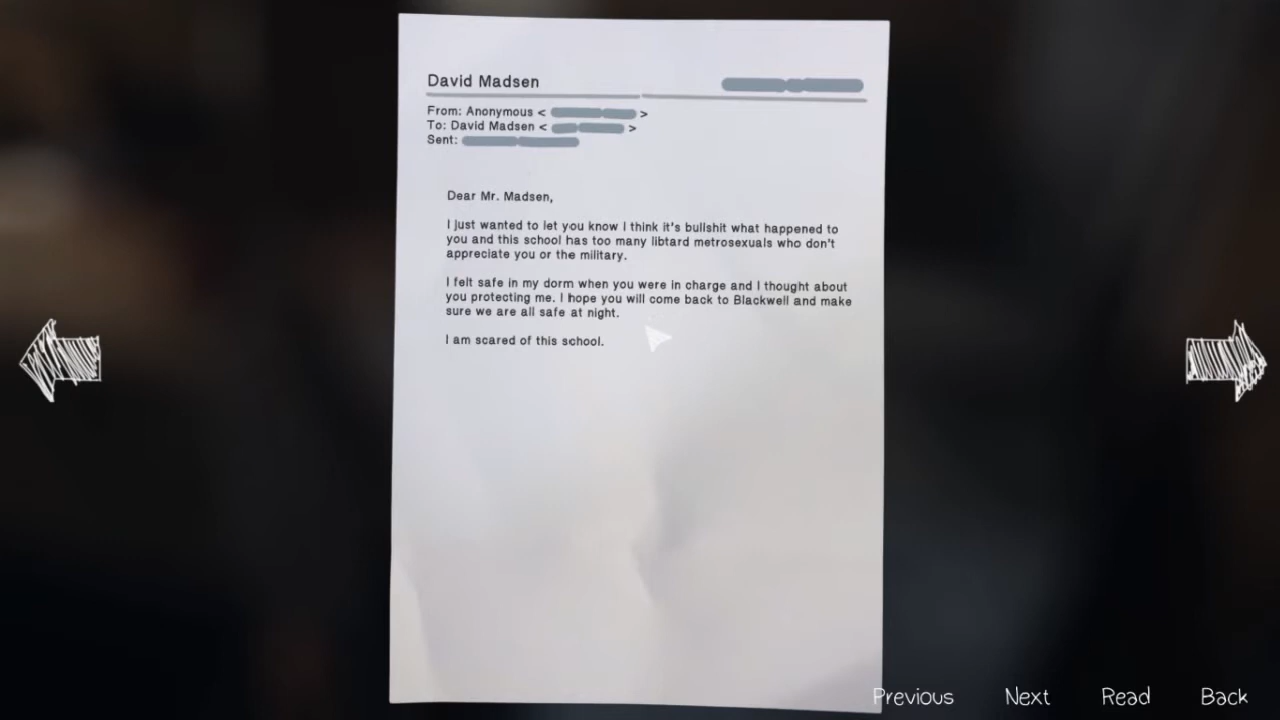 David Madsen
From: Anonymous < >
To: David Madsen < >
Sent:
Dear Mr. Madsen,
I just wanted to let you know I think it's bullshit what happened to
you and this school has too many libtard metrosexuals who don't
appreciate you or the military.
I felt safe in my dorm when you were in charge and I thought about
you protecting me. I hope you will come back to Blackwell and make
sure we are all safe at night.
I am scared of this school.
Previous Next Read Back